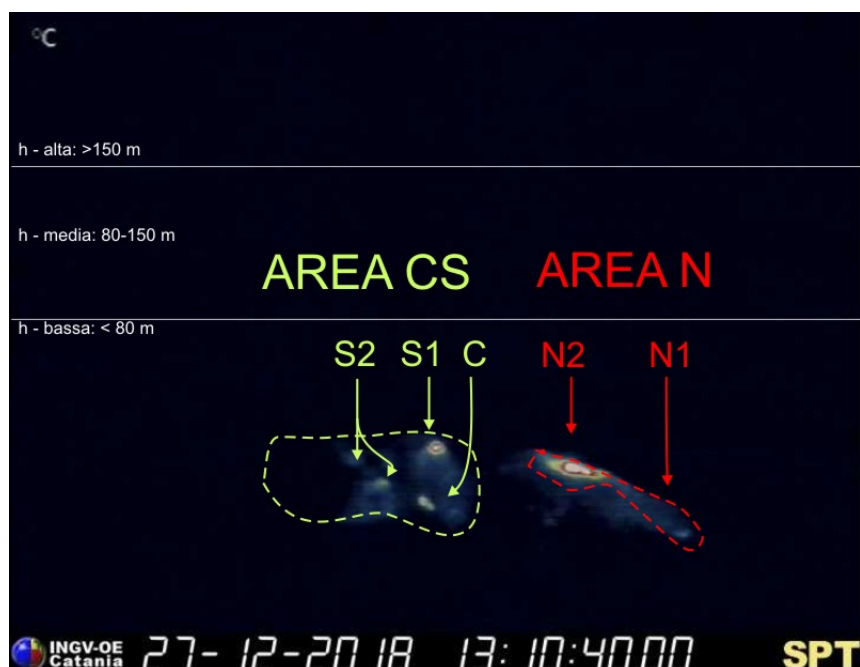 °C
h - alta: >150 m
h - media: 80-150 m
AREA CS AREA N
h - bassa: < 80 m
S2 S1 C N2 N1
INGV-OE
Catania
27-12-2018 13:10:40.00 SPT